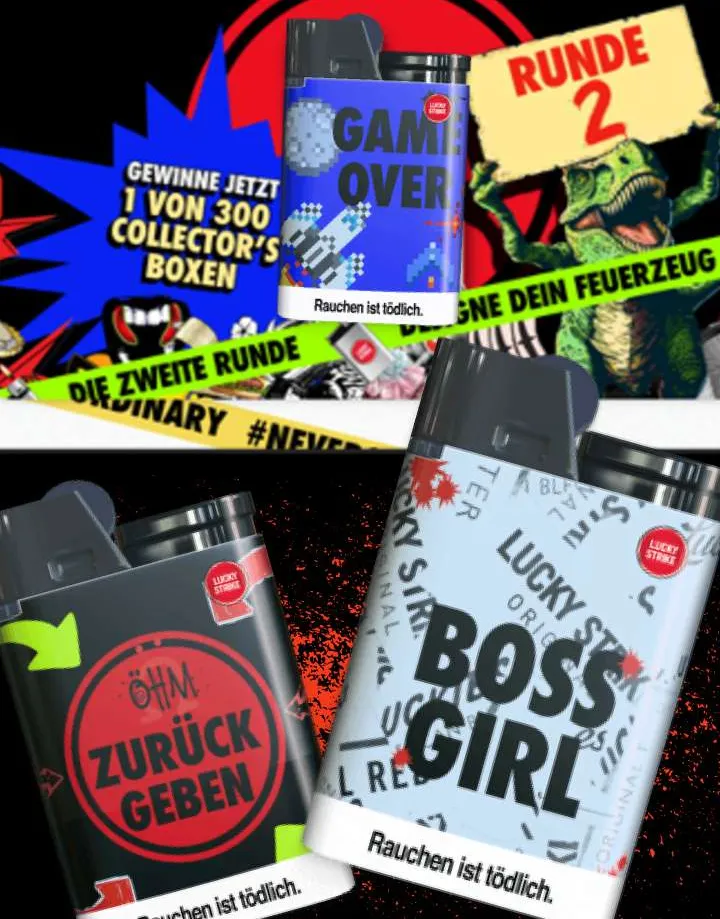 RUNDE
2
LUCKY
STRIKE
GAME
OVER
GEWINNE JETZT
1 VON 300
COLLECTOR'S
BOXEN
Rauchen ist tödlich.
DESIGNE DEIN FEUERZEUG
DIE ZWEITE RUNDE
#NEVER
LUCKY
STRIKE
LUCKY STRIKE
BOSS
GIRL
Rauchen ist tödlich.
LUCKY
STRIKE
ÖHM
ZURÜCK
GEBEN
Rauchen ist tödlich.